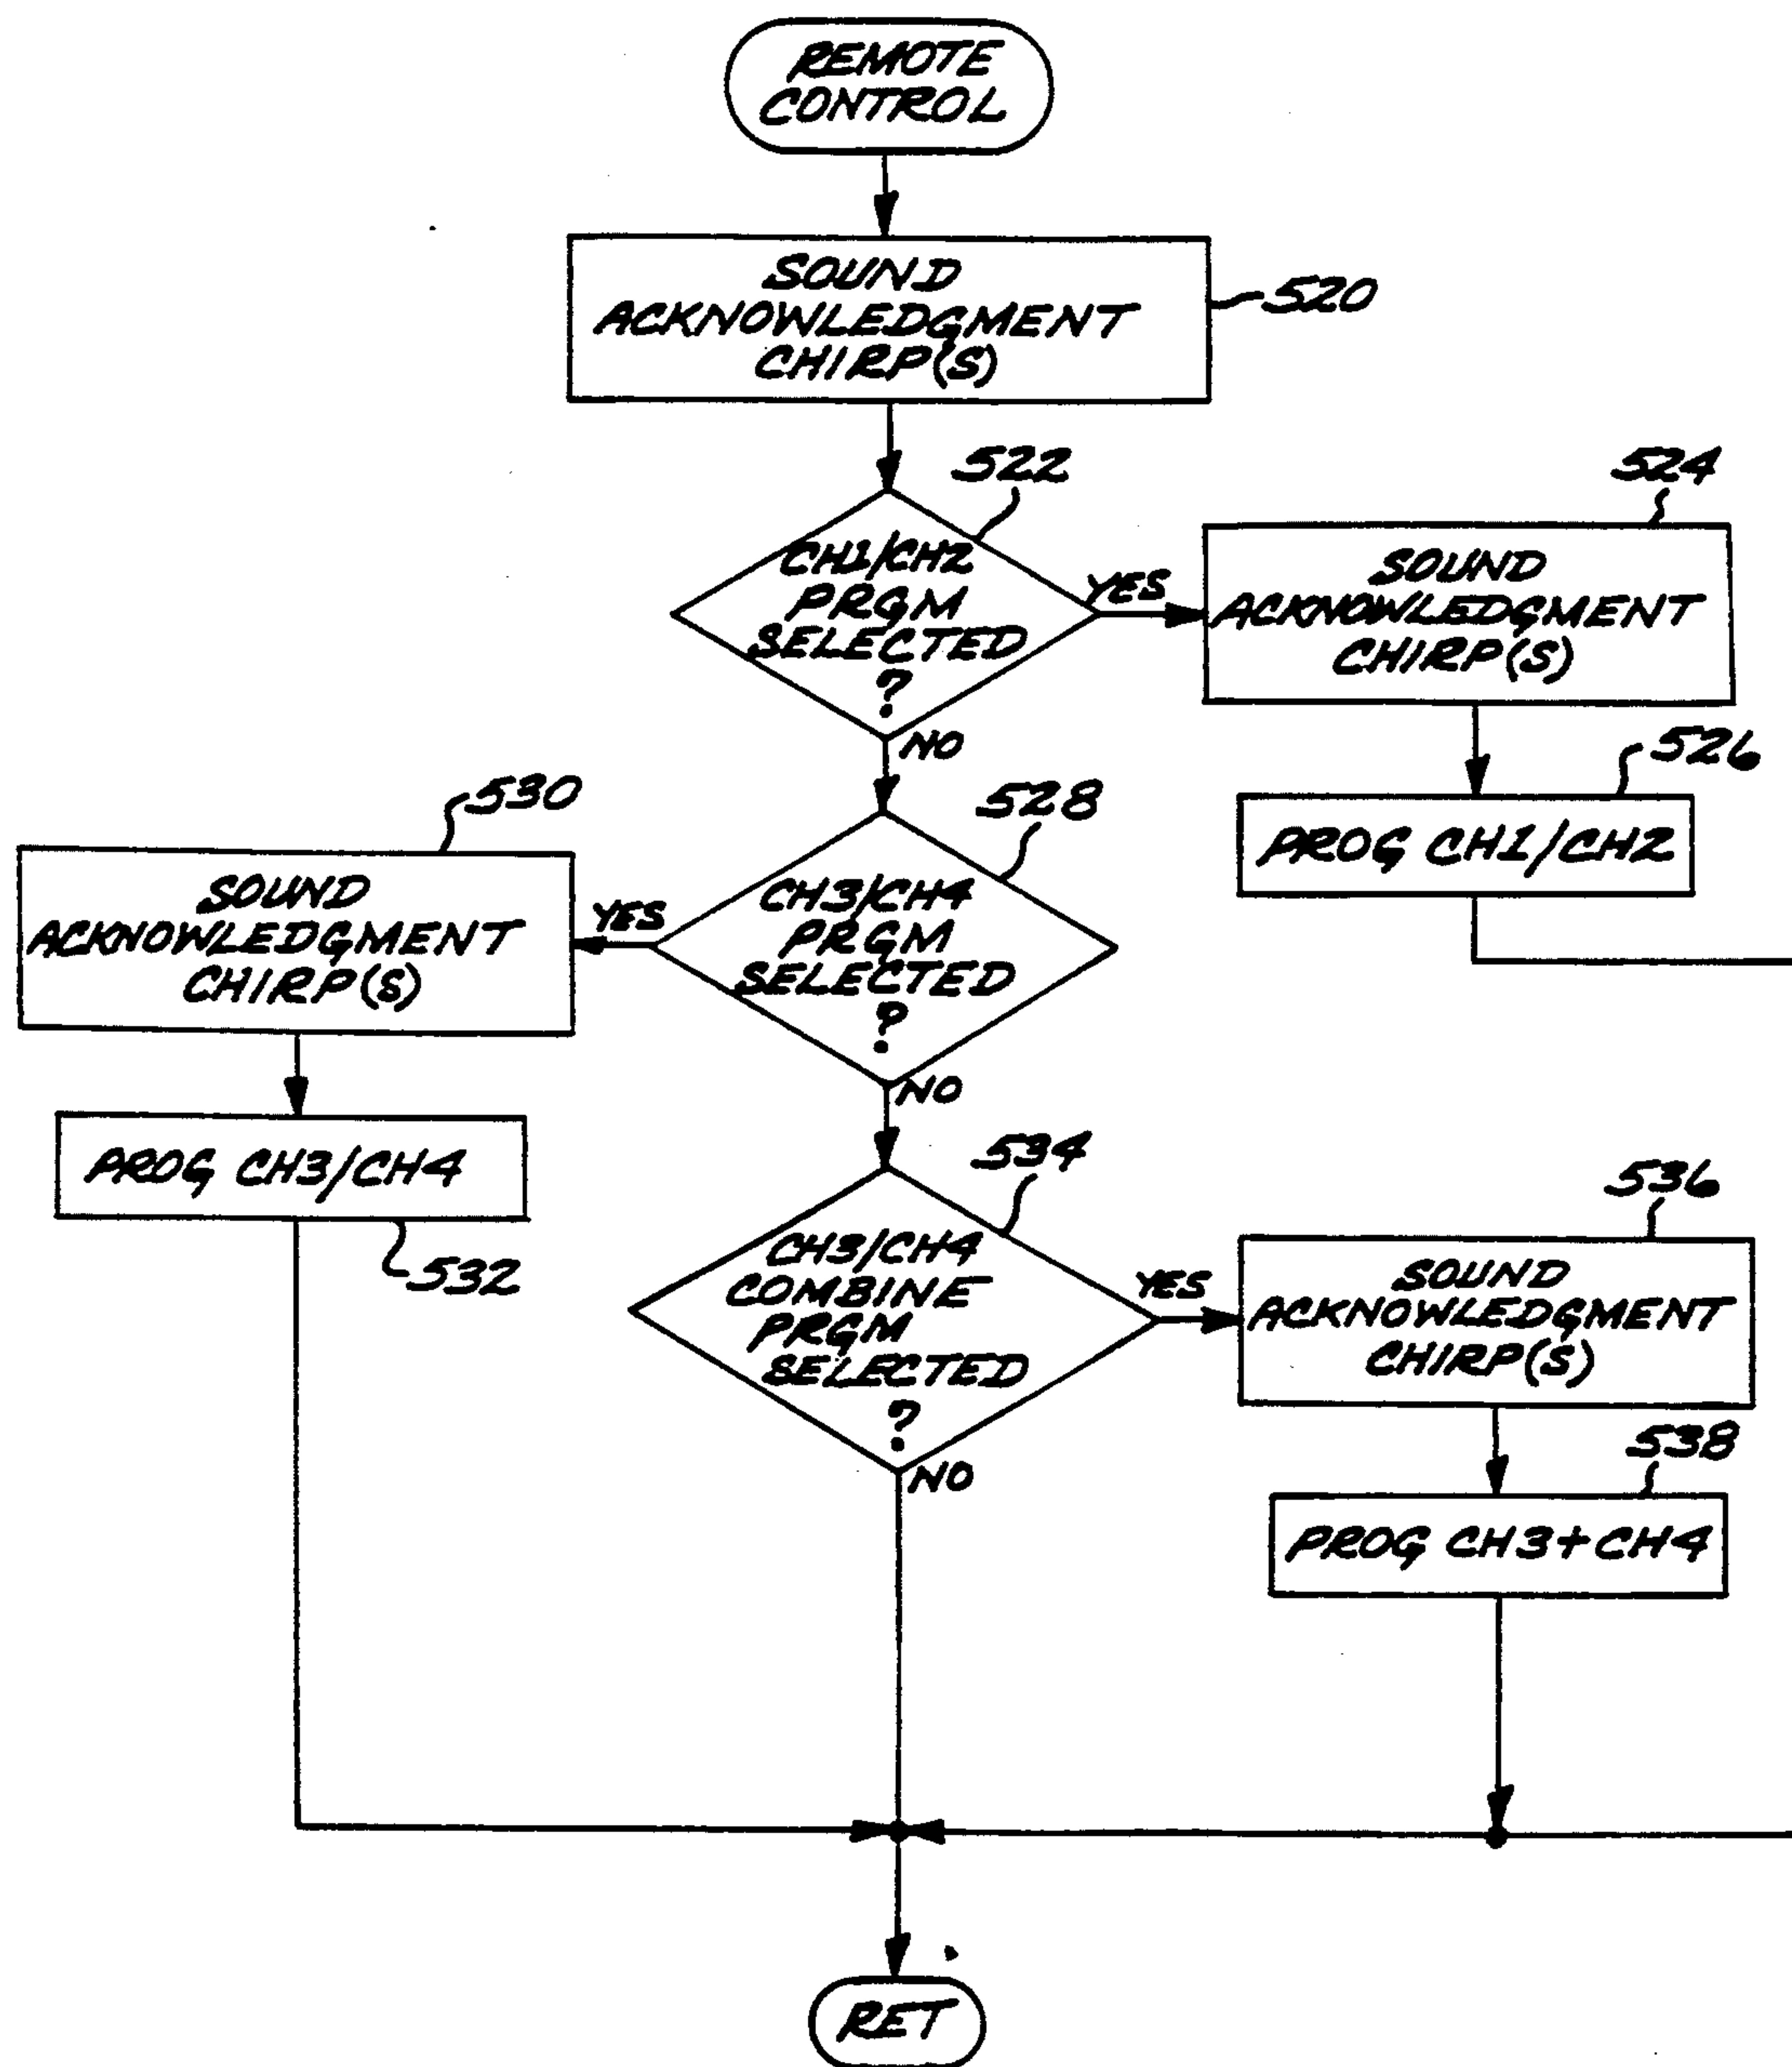 REMOTE
CONTROL
SOUND
ACKNOWLEDGMENT
CHIRP(S)
520
522
CH1/CH2
PRGM
SELECTED
?
YES
NO
524
SOUND
ACKNOWLEDGMENT
CHIRP(S)
526
PROG CH1/CH2
528
CH3/CH4
PRGM
SELECTED
?
YES
NO
530
SOUND
ACKNOWLEDGMENT
CHIRP(S)
PROG CH3/CH4
532
534
CH3/CH4
COMBINE
PRGM
SELECTED
?
YES
NO
536
SOUND
ACKNOWLEDGMENT
CHIRP(S)
538
PROG CH3+CH4
RET